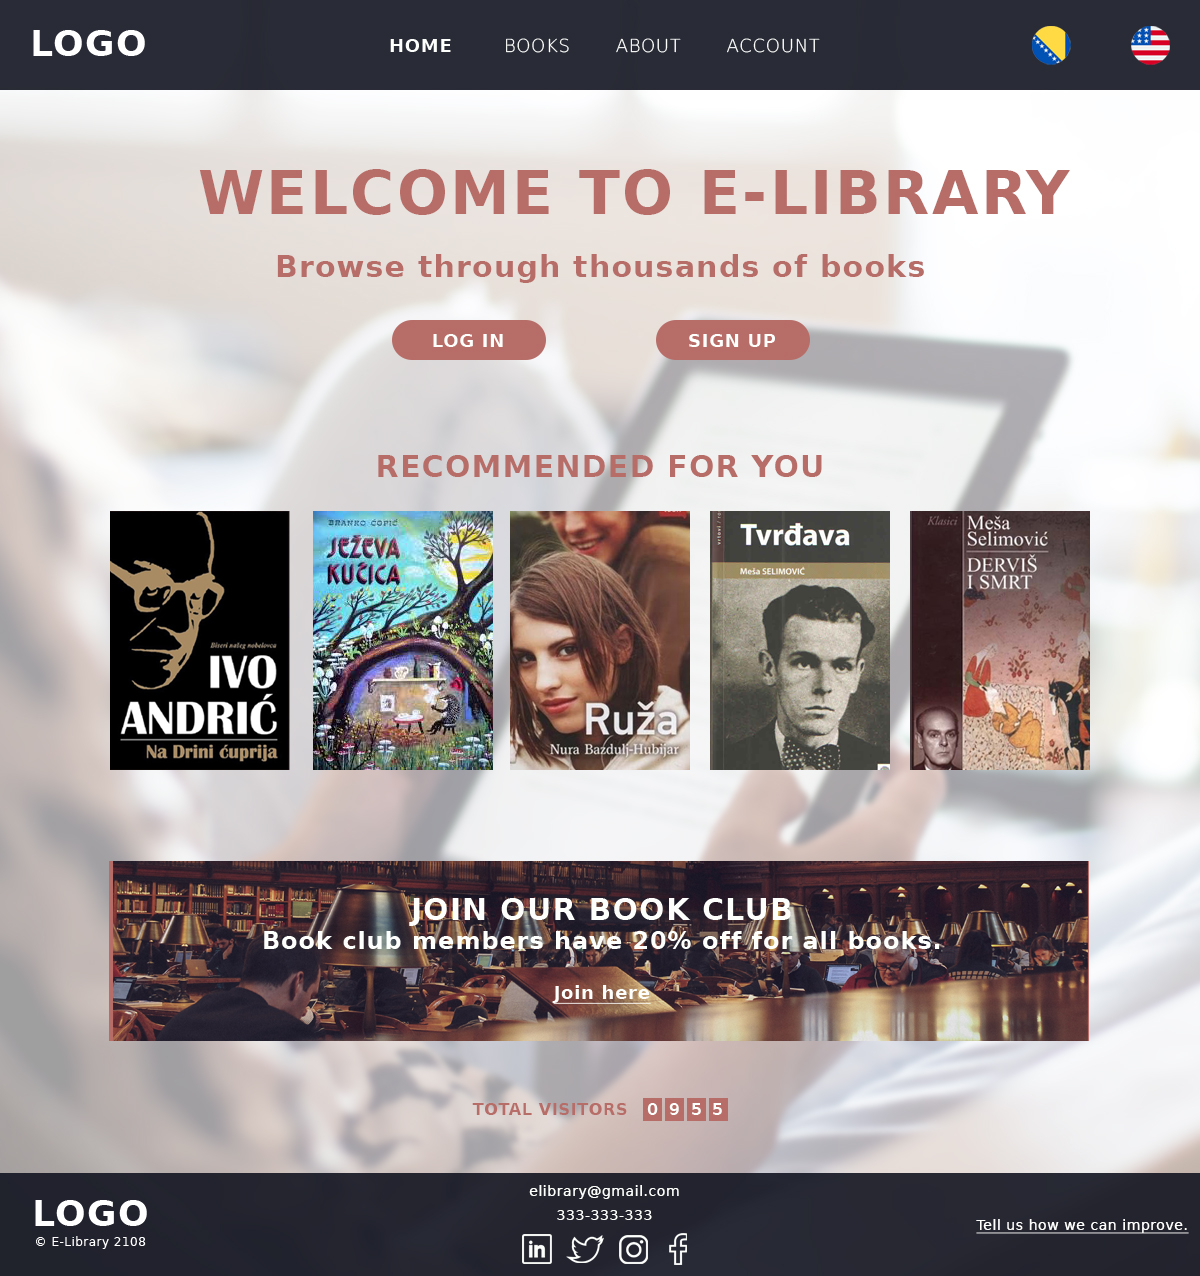 LOGO
HOME BOOKS ABOUT ACCOUNT
WELCOME TO E-LIBRARY
Browse through thousands of books
LOG IN SIGN UP
RECOMMENDED FOR YOU
Biseri našeg nobelovca
IVO
ANDRIĆ
Na Drini ćuprija
BRANKO ĆOPIĆ
JEŽEVA
KUĆICA
Ruža
Nura Bazdulj-Hubijar
Tvrđava
Meša SELIMOVIĆ
Klasici
Meša
Selimović
DERVIŠ
I SMRT
JOIN OUR BOOK CLUB
Book club members have 20% off for all books.
Join here
TOTAL VISITORS 0955
LOGO
© E-Library 2108
elibrary@gmail.com
333-333-333
in
Tell us how we can improve.